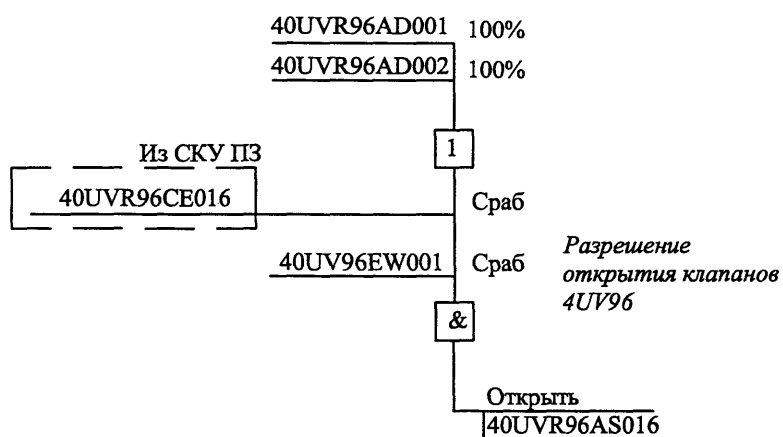 40UVR96AD001 100%
40UVR96AD002 100%
1
Из СКУ ПЗ
40UVR96CE016
Сраб
40UV96EW001 Сраб
Разрешение
открытия клапанов
4UV96
&
Открыть
40UVR96AS016